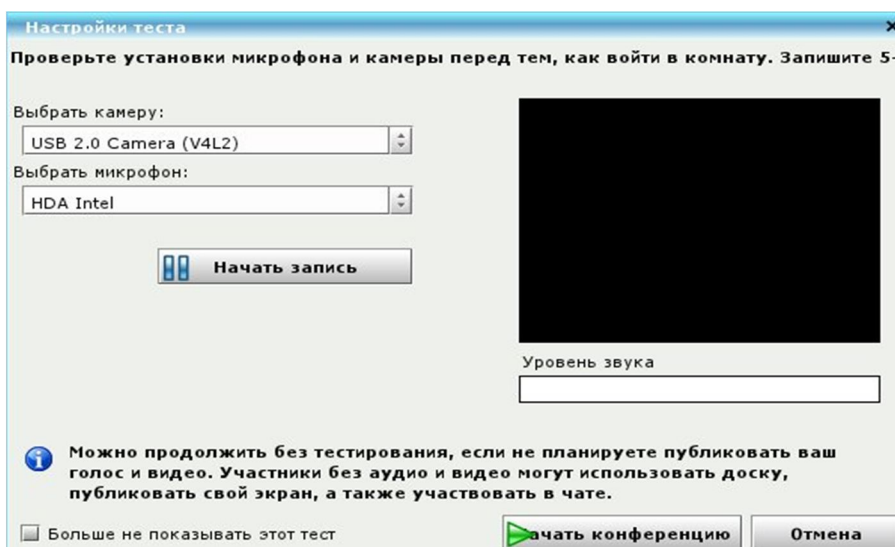 Настройки теста
Проверьте установки микрофона и камеры перед тем, как войти в комнату. Запишите 5-
Выбрать камеру:
USB 2.0 Camera (V4L2)
Выбрать микрофон:
HDA Intel
Начать запись
Уровень звука
Можно продолжить без тестирования, если не планируете публиковать ваш
голос и видео. Участники без аудио и видео могут использовать доску,
публиковать свой экран, а также участвовать в чате.
Больше не показывать этот тест
ачать конференцию
Отмена